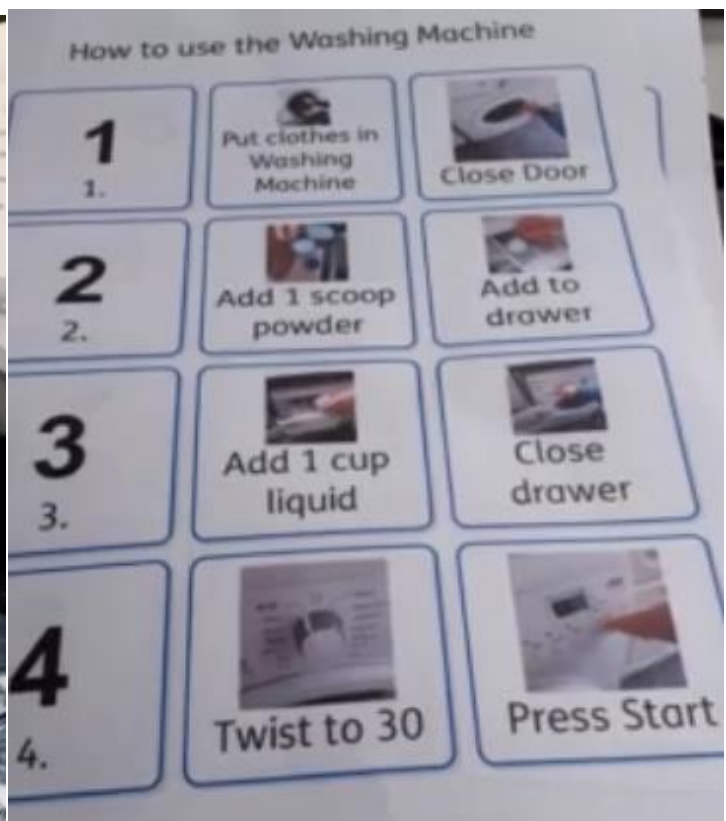 How to use the Washing Machine
1
1.
Put clothes in
Washing
Machine
Close Door
2
2.
Add 1 scoop
powder
Add to
drawer
3
3.
Add 1 cup
liquid
Close
drawer
4
4.
Twist to 30
Press Start